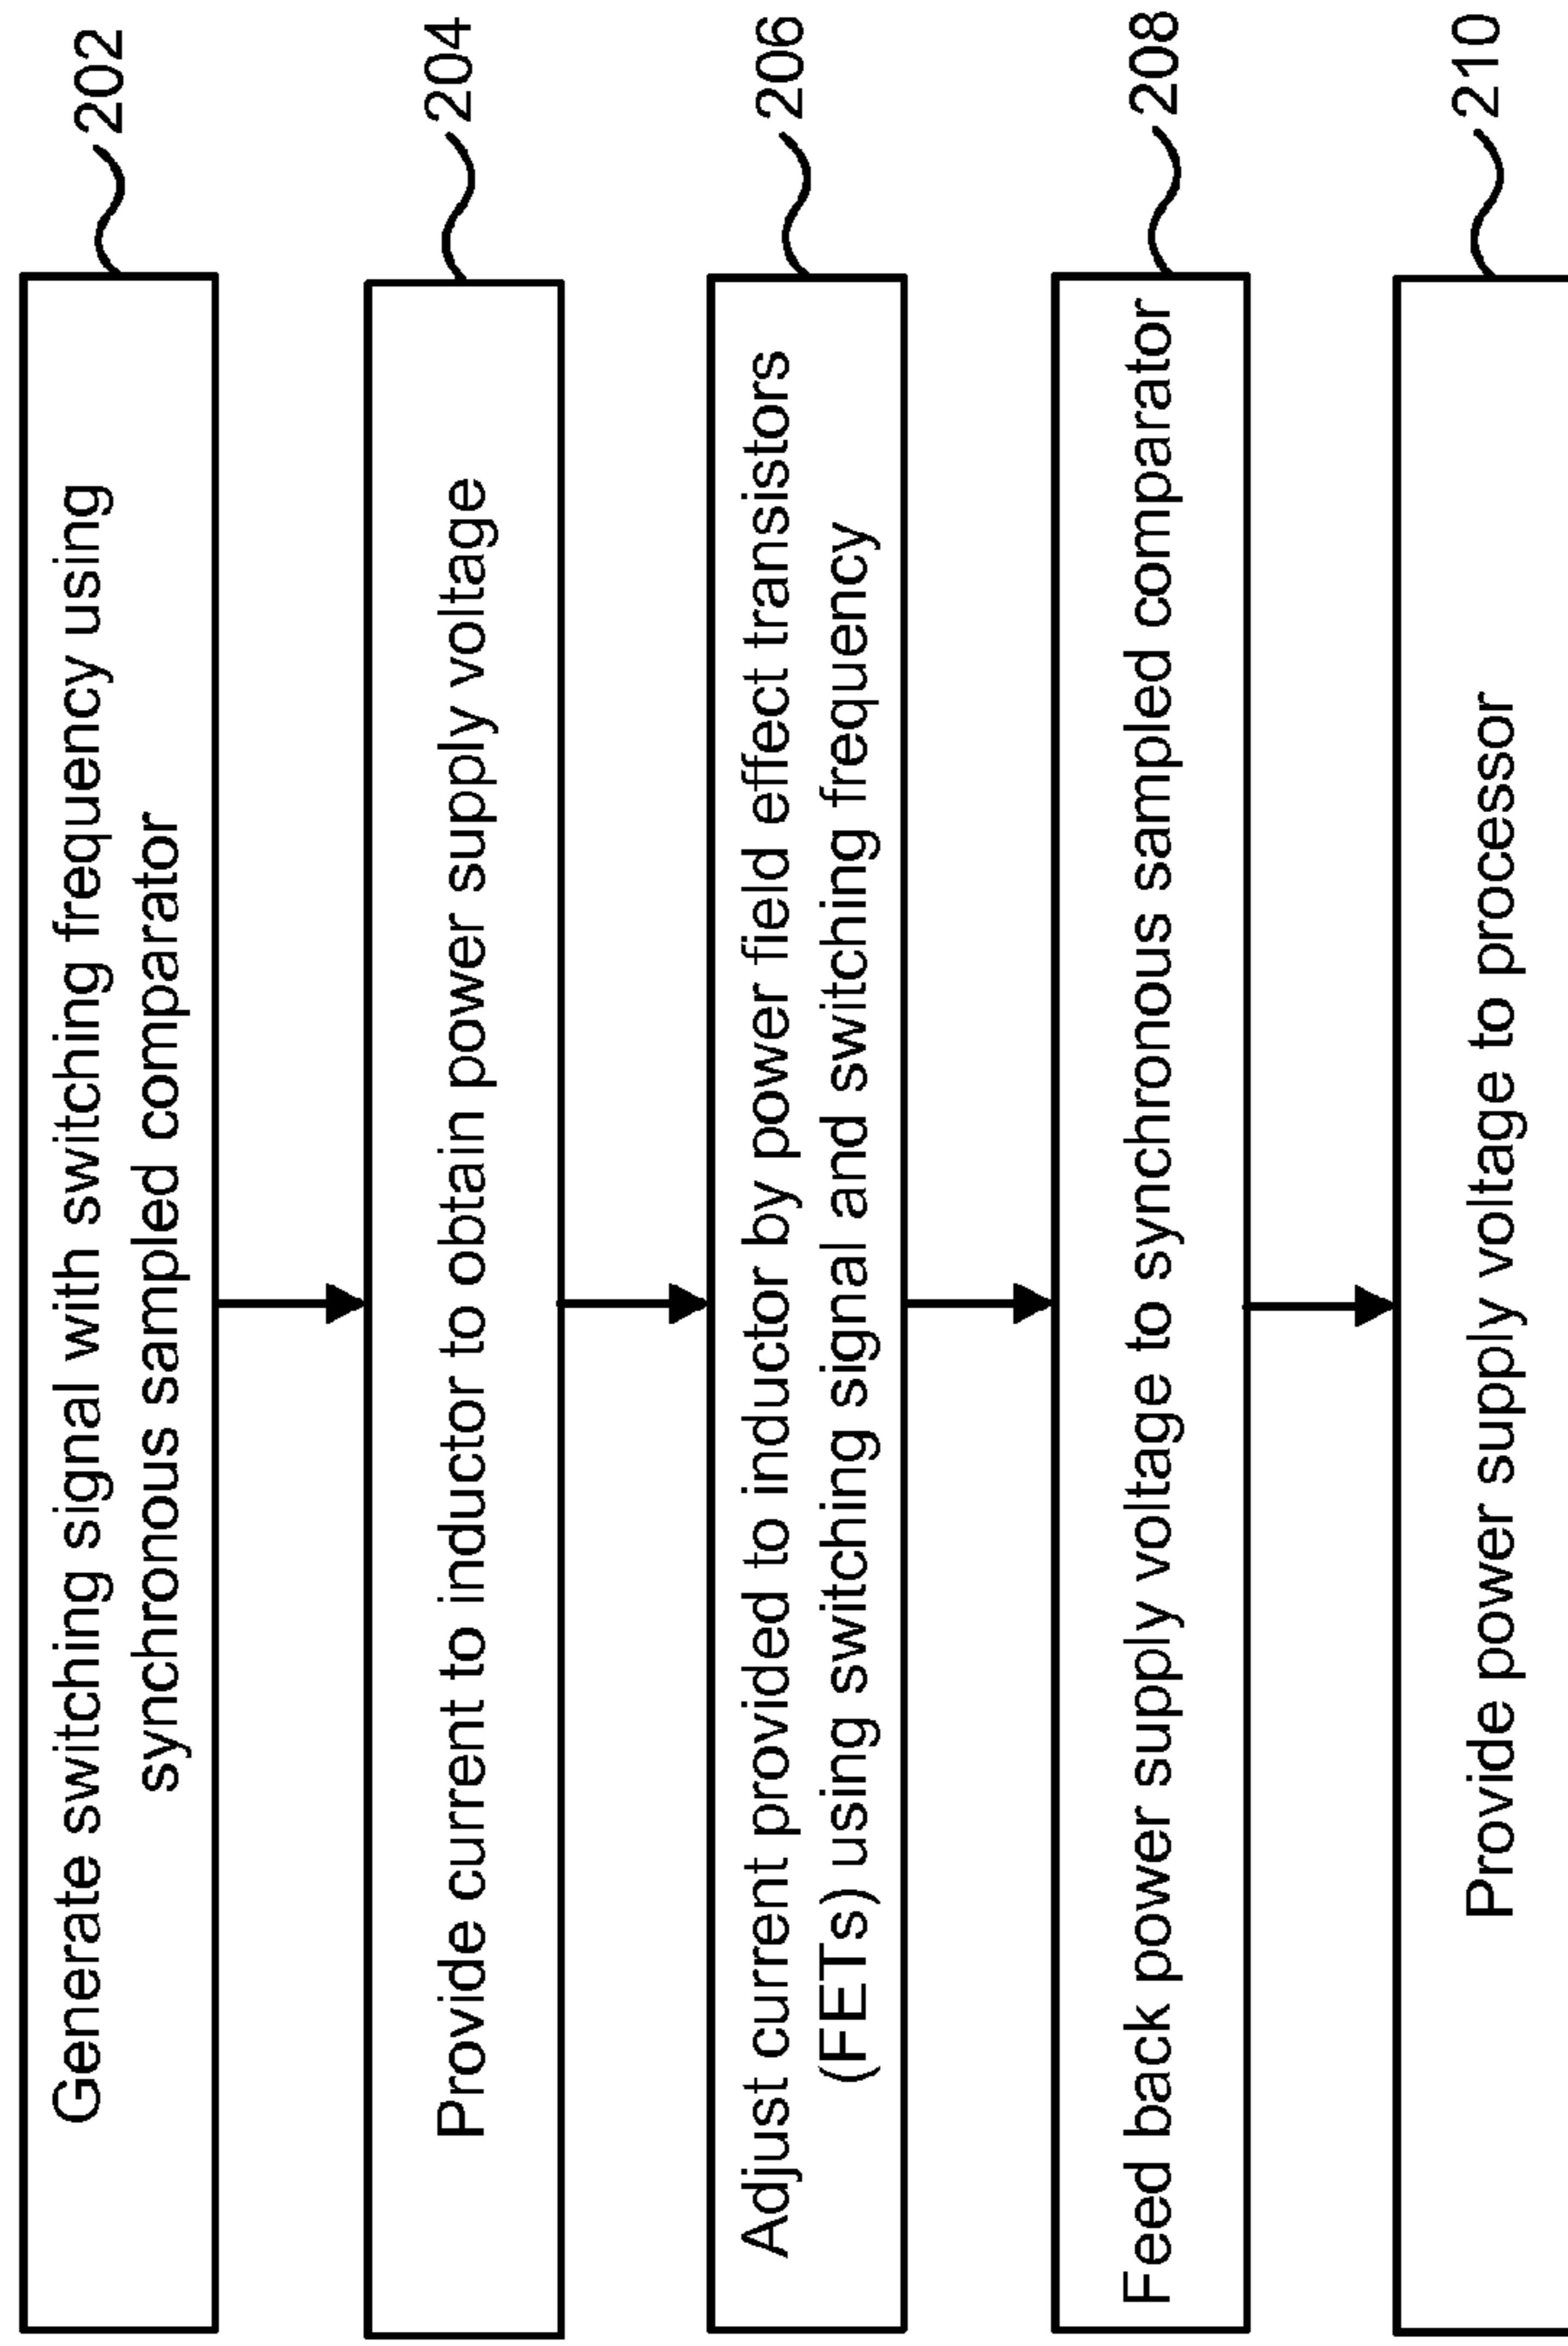 Generate switching signal with switching frequency using
synchronous sampled comparator
202
Provide current to inductor to obtain power supply voltage
204
Adjust current provided to inductor by power field effect transistors
(FETs) using switching signal and switching frequency
206
Feed back power supply voltage to synchronous sampled comparator
208
Provide power supply voltage to processor
210